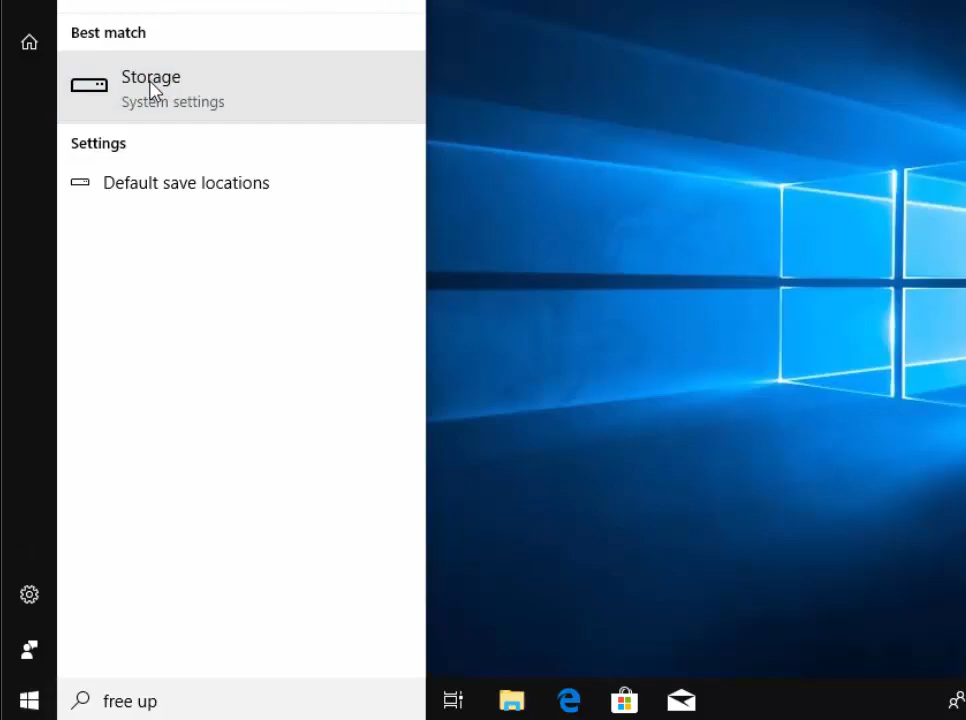 Best match
Storage
System settings
Settings
Default save locations
free up